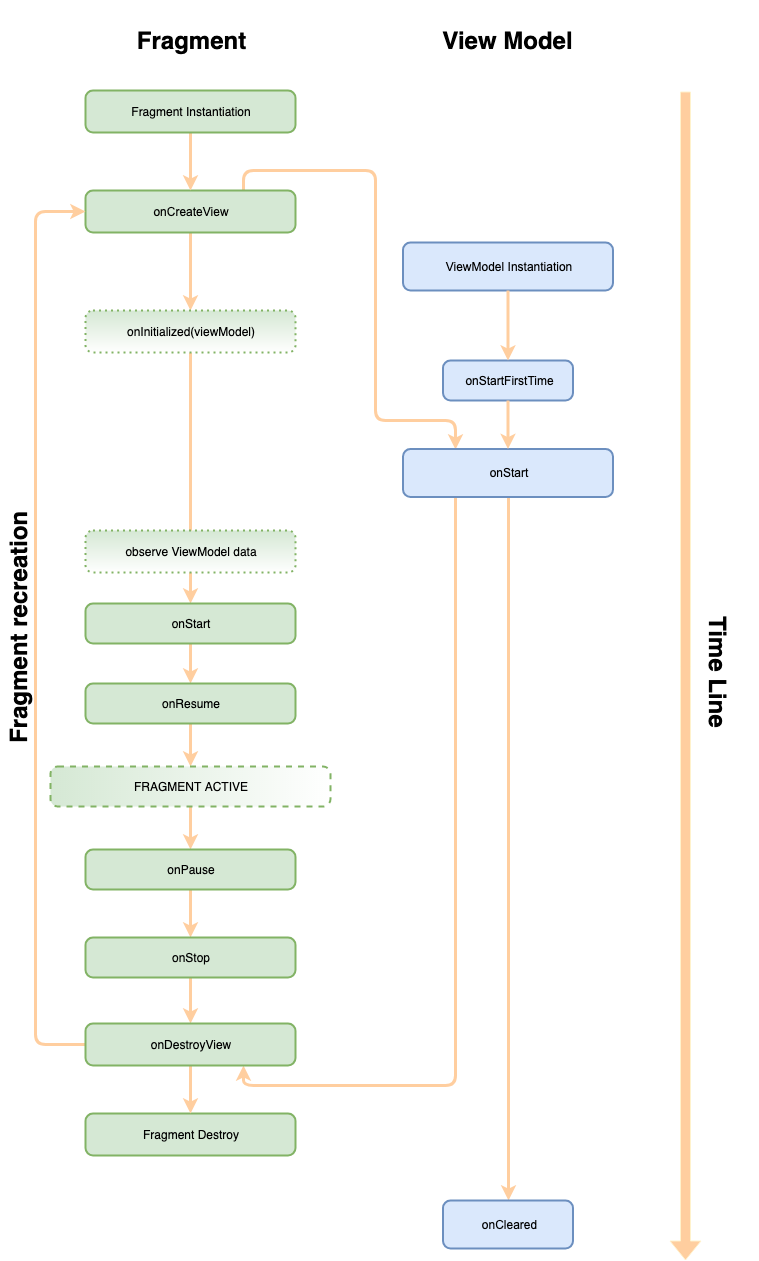 Fragment
View Model
Fragment Instantiation
onCreateView
ViewModel Instantiation
onInitialized(viewModel)
onStartFirstTime
onStart
observe ViewModel data
onStart
onResume
FRAGMENT ACTIVE
onPause
onStop
onDestroyView
Fragment Destroy
onCleared
Fragment recreation
Time Line